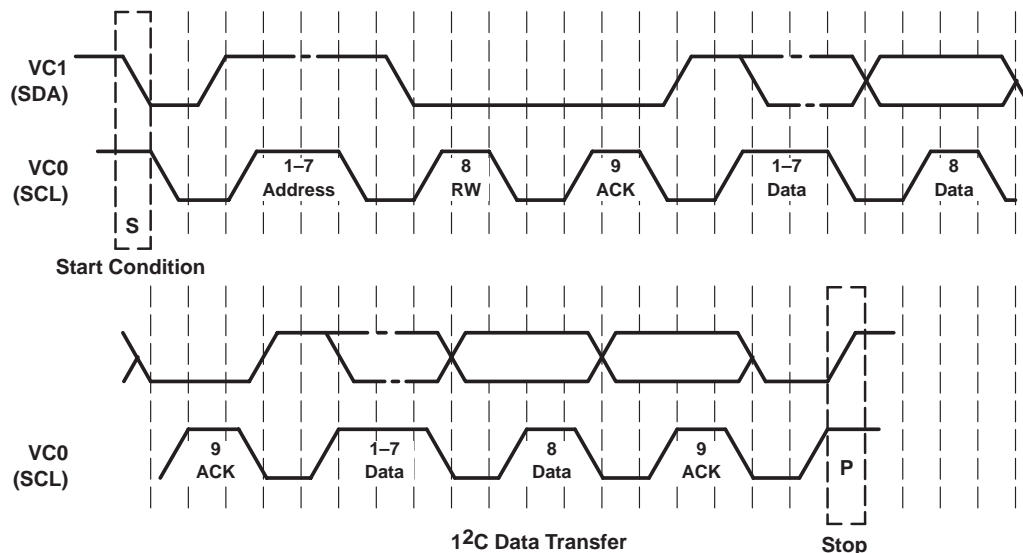 VC1
(SDA)
VC0
(SCL)
1–7
Address
8
RW
9
ACK
1–7
Data
8
Data
S
Start Condition
VC0
(SCL)
9
ACK
1–7
Data
8
Data
9
ACK
P
1²C Data Transfer
Stop